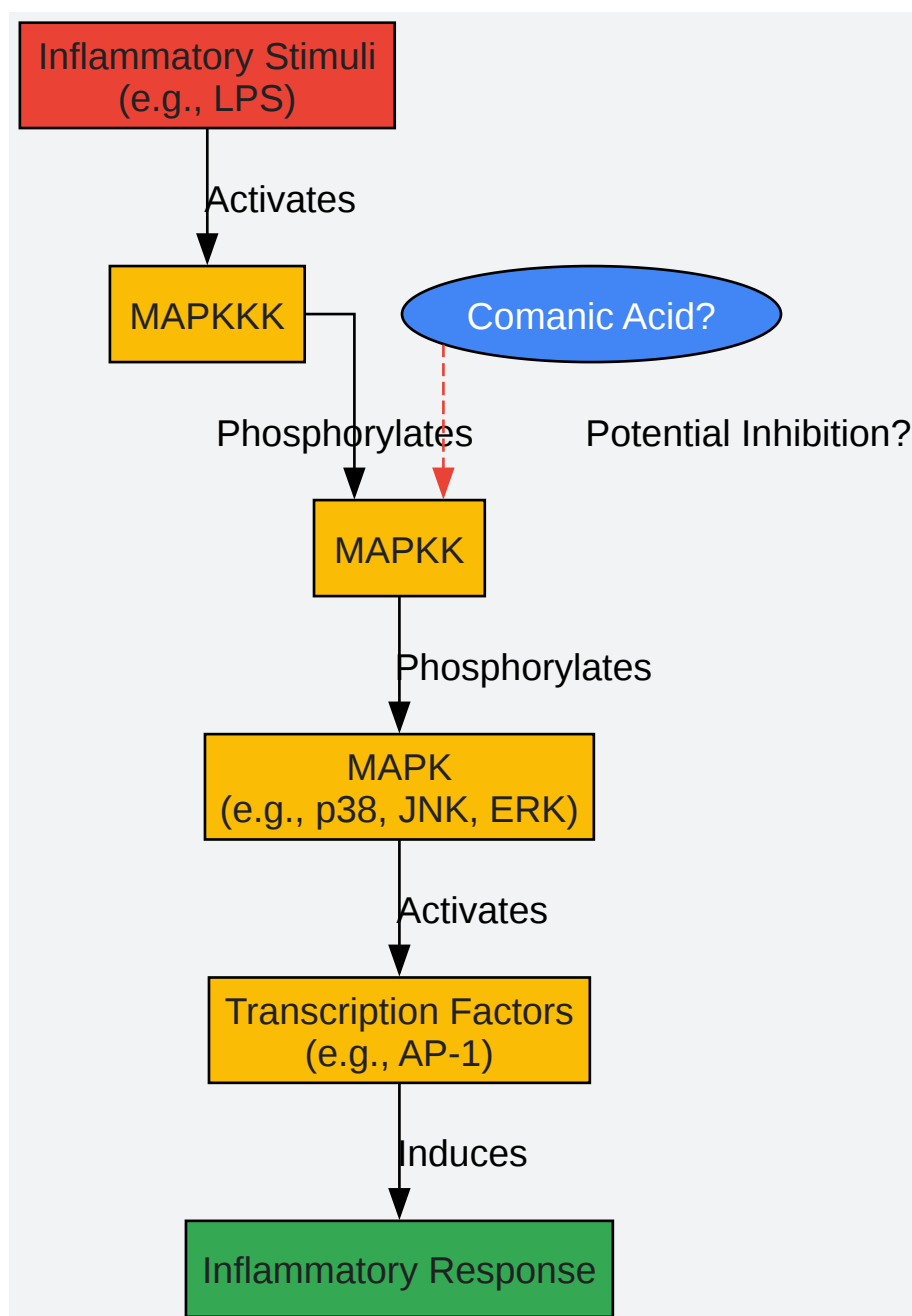 Inflammatory Stimuli
(e.g., LPS)
Activates
MAPKKK
Comanic Acid?
Phosphorylates
Potential Inhibition?
MAPKK
Phosphorylates
MAPK
(e.g., p38, JNK, ERK)
Activates
Transcription Factors
(e.g., AP-1)
Induces
Inflammatory Response